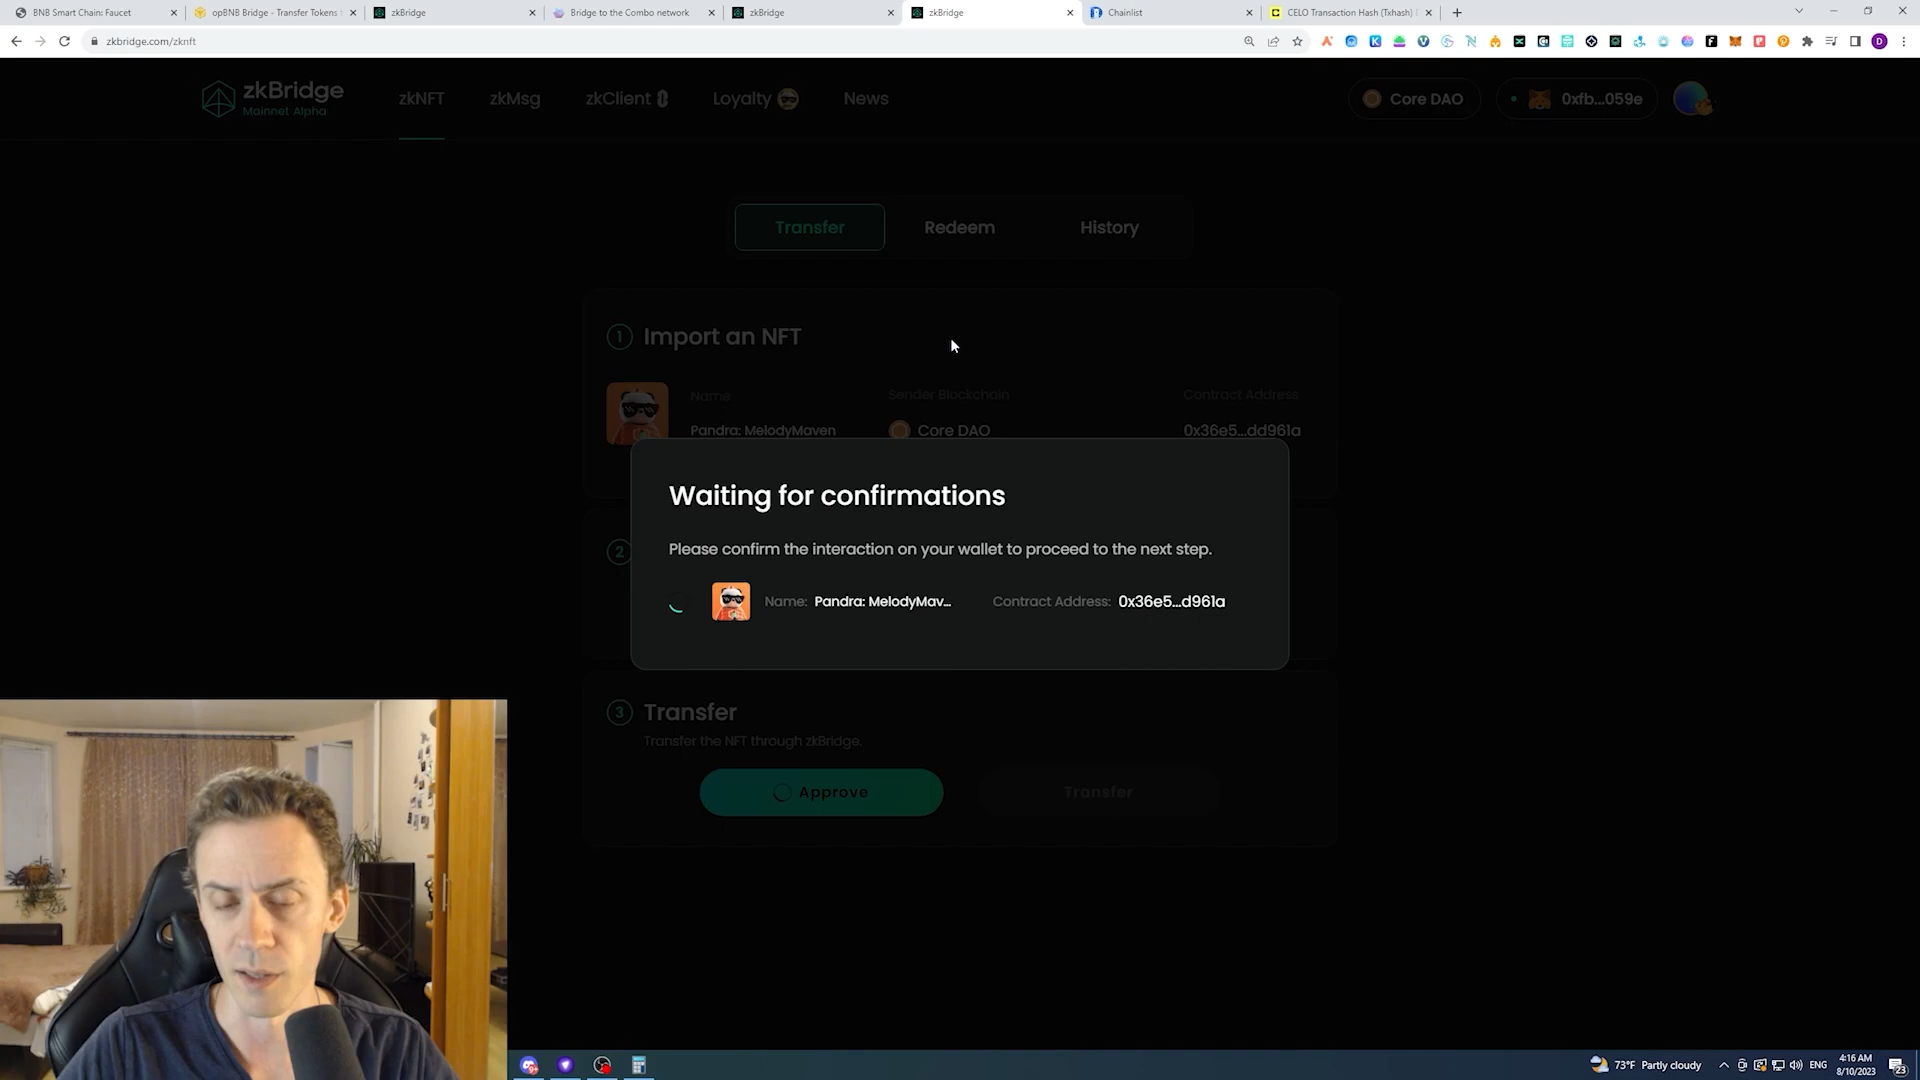 BNB Smart Chain: Faucet
opBNB Bridge - Transfer Tokens
zkBridge
Bridge to the Combo network
zkBridge
zkBridge
Chainlist
CELO Transaction Hash (Txhash)
zkbridge.com/zknft
zkBridge
Mainnet Alpha
zkNFT
zkMsg
zkClient
Loyalty
News
Core DAO
0xfb...059e
Transfer
Redeem
History
1
Import an NFT
Name
Sender Blockchain
Contract Address
Pandra: MelodyMaven
Core DAO
0x36e5...dd961a
Waiting for confirmations
Please confirm the interaction on your wallet to proceed to the next step.
Name: Pandra: MelodyMav... Contract Address: 0x36e5...d961a
2
3
Transfer
Transfer the NFT through zkBridge.
Approve
Transfer
73°F Partly cloudy
ENG
4:16 AM
8/10/2023
23